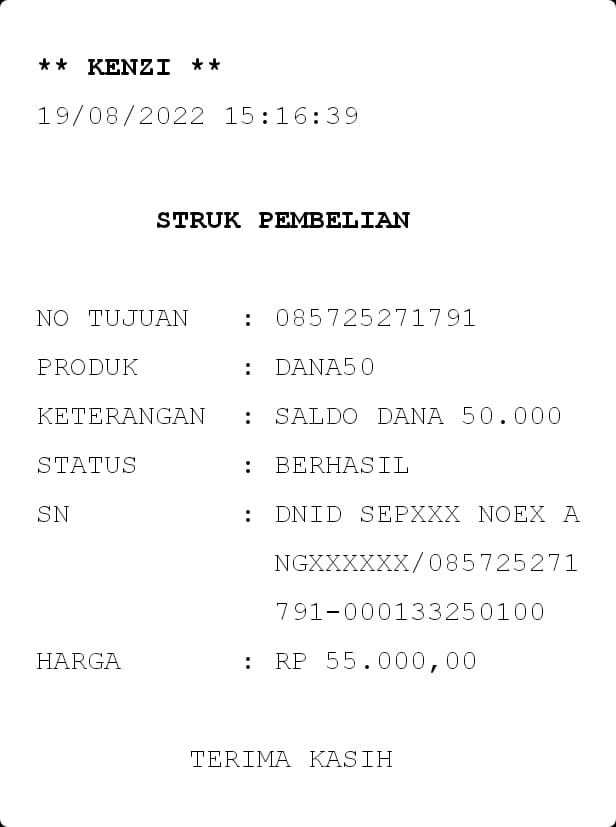 ** KENZI **
19/08/2022 15:16:39
STRUK PEMBELIAN
NO TUJUAN : 085725271791
PRODUK : DANA50
KETERANGAN : SALDO DANA 50.000
STATUS : BERHASIL
SN : DNID SEPXXX NOEX A
NGXXXXXX/085725271
791-000133250100
HARGA : RP 55.000,00
TERIMA KASIH